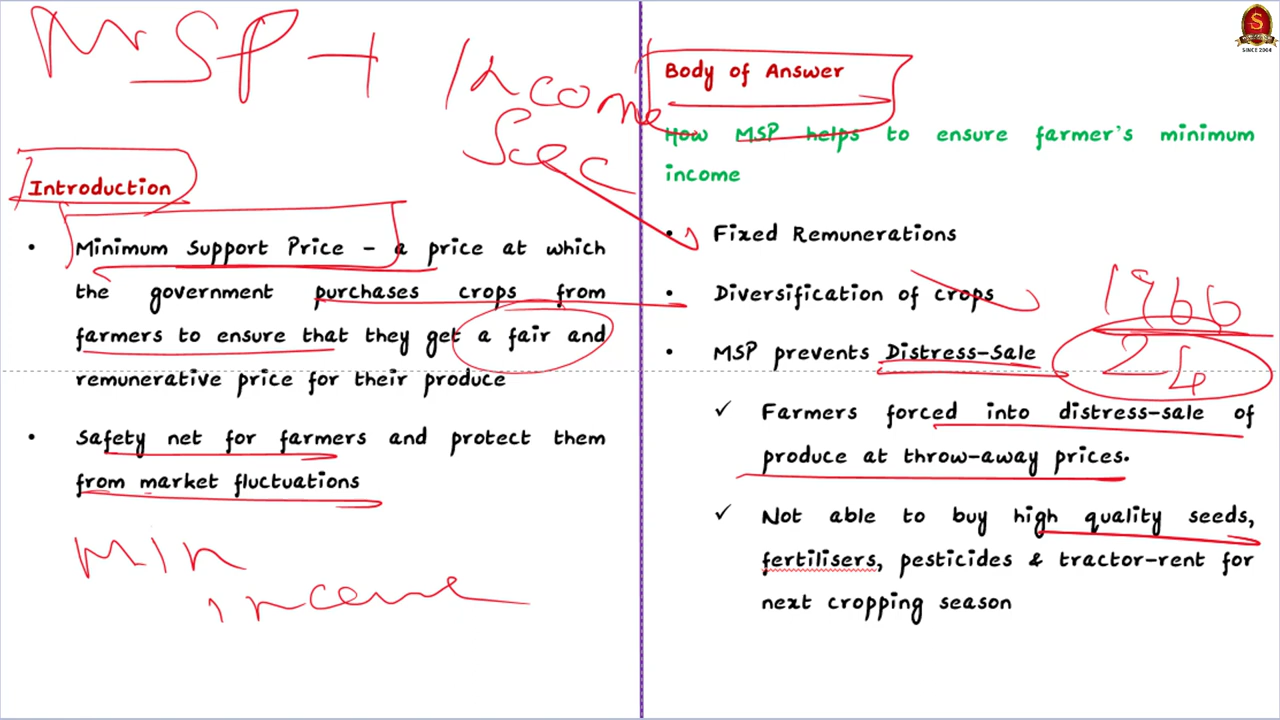 MSP → Income
Sec
Introduction
• Minimum Support Price – a price at which
the government purchases crops from
farmers to ensure that they get a fair and
remunerative price for their produce
• Safety net for farmers and protect them
from market fluctuations
Min
income
S
SINCE 2004
Body of Answer
How MSP helps to ensure farmer's minimum
income
• Fixed Remunerations
• Diversification of crops
1966
24
• MSP prevents Distress-Sale
✓ Farmers forced into distress-sale of
produce at throw-away prices.
✓ Not able to buy high quality seeds,
fertilisers, pesticides & tractor-rent for
next cropping season